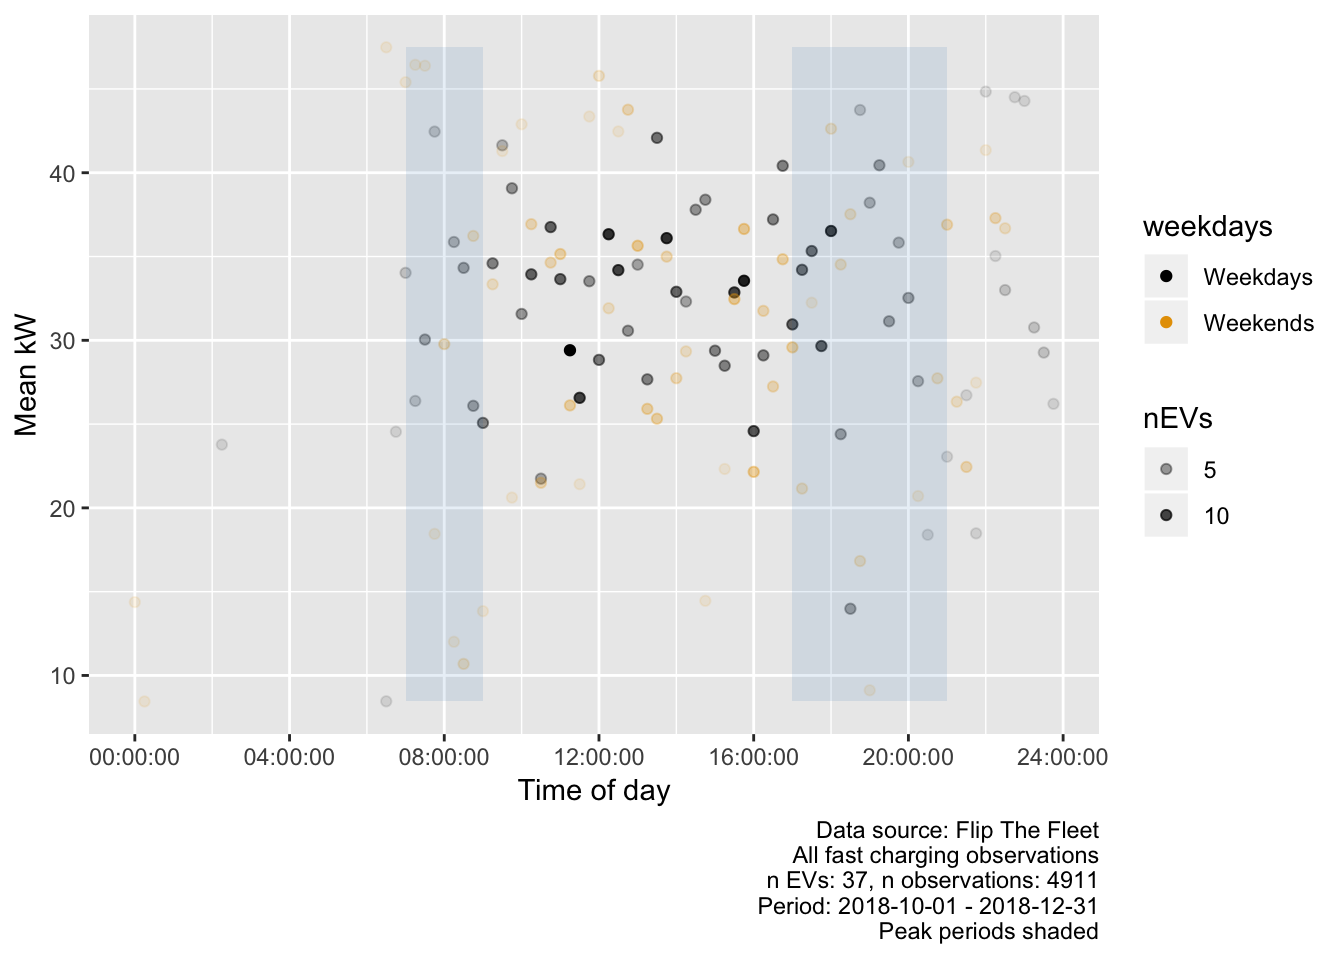 40
30
20
10
Mean kW
00:00:00 04:00:00 08:00:00 12:00:00 16:00:00 20:00:00 24:00:00
Time of day
weekdays
Weekdays
Weekends
nEVs
5
10
Data source: Flip The Fleet
All fast charging observations
n EVs: 37, n observations: 4911
Period: 2018-10-01 - 2018-12-31
Peak periods shaded